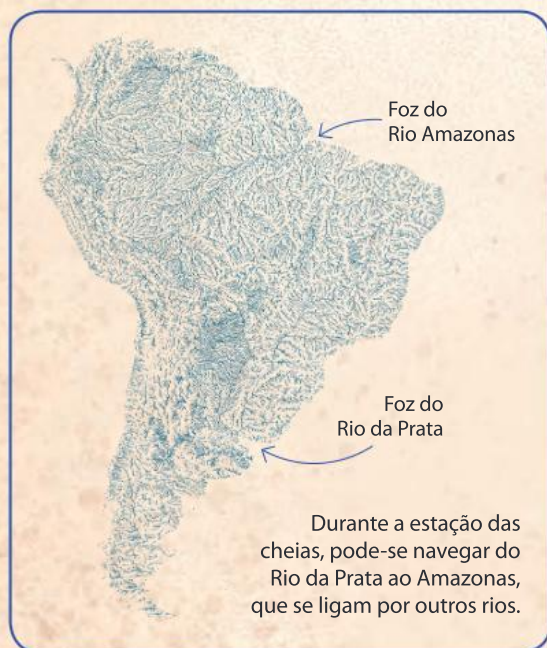 Foz do
Rio Amazonas
Foz do
Rio da Prata
Durante a estação das
cheias, pode-se navegar do
Rio da Prata ao Amazonas,
que se ligam por outros rios.